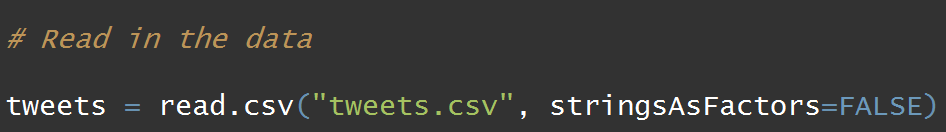 # Read in the data
tweets = read.csv("tweets.csv", stringsAsFactors=FALSE)